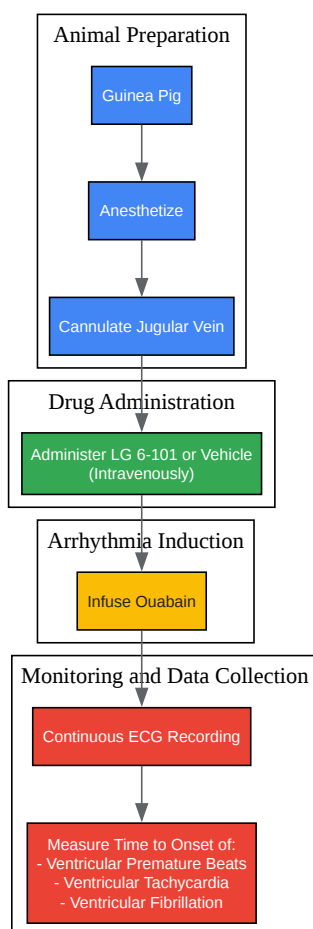 Animal Preparation
Guinea Pig
Anesthetize
Cannulate Jugular Vein
Drug Administration
Administer LG 6-101 or Vehicle
(Intravenously)
Arrhythmia Induction
Infuse Ouabain
Monitoring and Data Collection
Continuous ECG Recording
Measure Time to Onset of:
- Ventricular Premature Beats
- Ventricular Tachycardia
- Ventricular Fibrillation